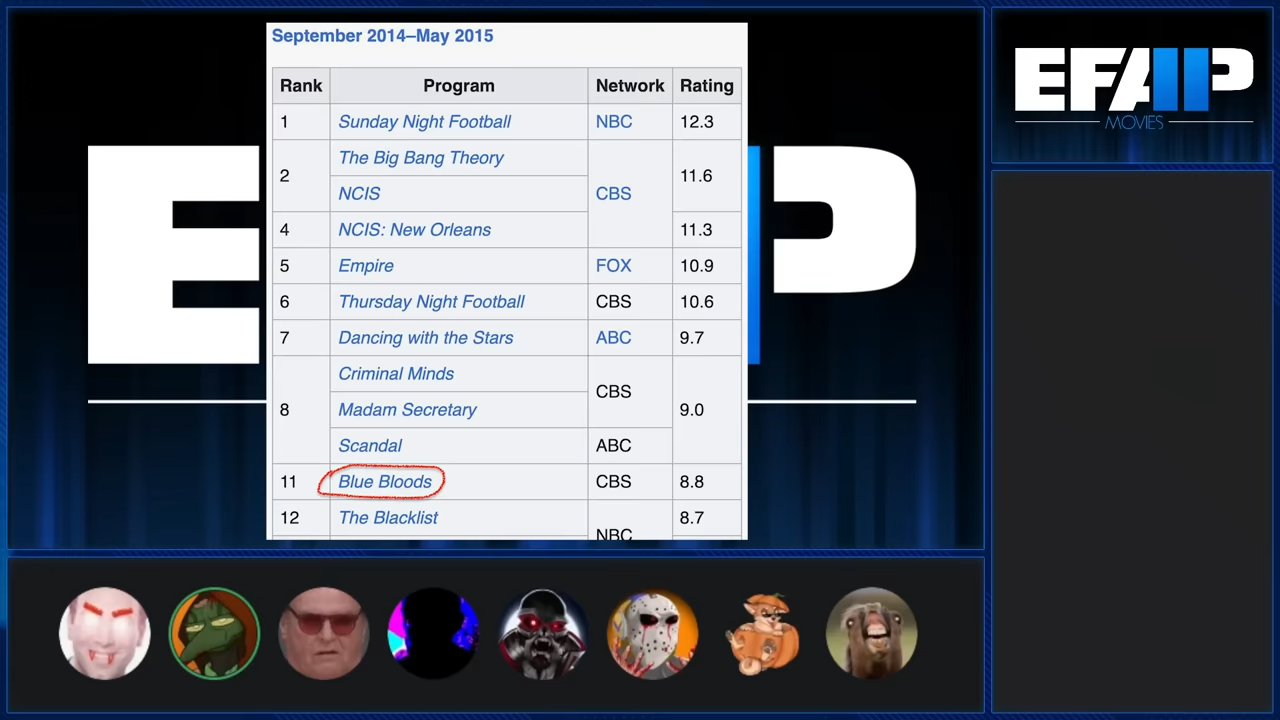 September 2014–May 2015
Rank Program Network Rating
1 Sunday Night Football NBC 12.3
2 The Big Bang Theory CBS 11.6
NCIS
4 NCIS: New Orleans 11.3
5 Empire FOX 10.9
6 Thursday Night Football CBS 10.6
7 Dancing with the Stars ABC 9.7
8 Criminal Minds CBS 9.0
Madam Secretary
Scandal ABC
11 Blue Bloods CBS 8.8
12 The Blacklist NBC 8.7
E P
EFAP
MOVIES